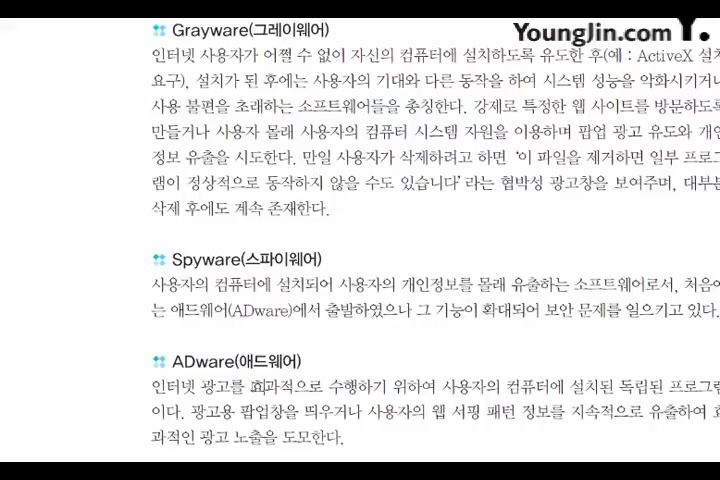 YoungJin.com Y.
Grayware(그레이웨어)
인터넷 사용자가 어쩔 수 없이 자신의 컴퓨터에 설치하도록 유도한 후(예 : ActiveX 설치
요구), 설치가 된 후에는 사용자의 기대와 다른 동작을 하여 시스템 성능을 악화시키거나
사용 불편을 초래하는 소프트웨어들을 총칭한다. 강제로 특정한 웹 사이트를 방문하도록
만들거나 사용자 몰래 사용자의 컴퓨터 시스템 자원을 이용하며 팝업 광고 유도와 개인
정보 유출을 시도한다. 만일 사용자가 삭제하려고 하면 ‘이 파일을 제거하면 일부 프로그
램이 정상적으로 동작하지 않을 수도 있습니다’라는 협박성 광고창을 보여주며, 대부분
삭제 후에도 계속 존재한다.
Spyware(스파이웨어)
사용자의 컴퓨터에 설치되어 사용자의 개인정보를 몰래 유출하는 소프트웨어로서, 처음에
는 애드웨어(ADware)에서 출발하였으나 그 기능이 확대되어 보안 문제를 일으키고 있다.
ADware(애드웨어)
인터넷 광고를 효과적으로 수행하기 위하여 사용자의 컴퓨터에 설치된 독립된 프로그램
이다. 광고용 팝업창을 띄우거나 사용자의 웹 서핑 패턴 정보를 지속적으로 유출하여 효
과적인 광고 노출을 도모한다.